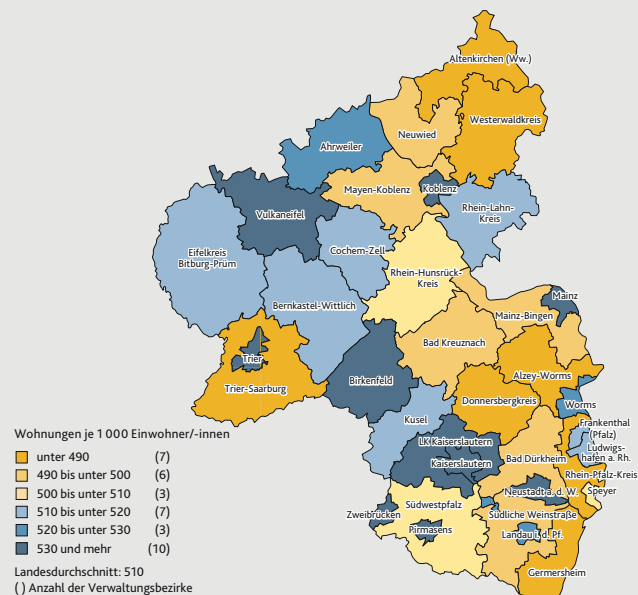 Altenkirchen (Ww.)
Westerwaldkreis
Neuwied
Ahrweiler
Mayen-Koblenz
Koblenz
Rhein-Lahn-
Kreis
Vulkaneifel
Cochem-Zell
Eifelkreis
Bitburg-Prüm
Rhein-Hunsrück-
Kreis
Bernkastel-Wittlich
Mainz
Mainz-Bingen
Bad Kreuznach
Trier
Trier-Saarburg
Birkenfeld
Alzey-Worms
Donnersbergkreis
Worms
Kusel
Frankenthal
(Pfalz)
LK Kaiserslautern
Ludwigs-
hafen a. Rh.
Kaiserslautern
Bad Dürkheim
Rhein-Pfalz-Kreis
Neustadt a. d. W.
Speyer
Südwestpfalz
Zweibrücken
Südliche Weinstraße
Pirmasens
Landau i. d. Pf.
Germersheim
Wohnungen je 1 000 Einwohner/-innen
unter 490 (7)
490 bis unter 500 (6)
500 bis unter 510 (3)
510 bis unter 520 (7)
520 bis unter 530 (3)
530 und mehr (10)
Landesdurchschnitt: 510
( ) Anzahl der Verwaltungsbezirke